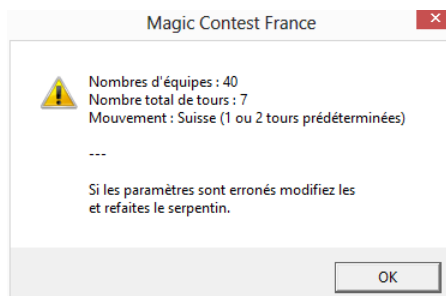 Magic Contest France
Nombres d'équipes : 40
Nombre total de tours : 7
Mouvement : Suisse (1 ou 2 tours prédéterminées)
---
Si les paramètres sont erronés modifiez les
et refaites le serpentin.
OK